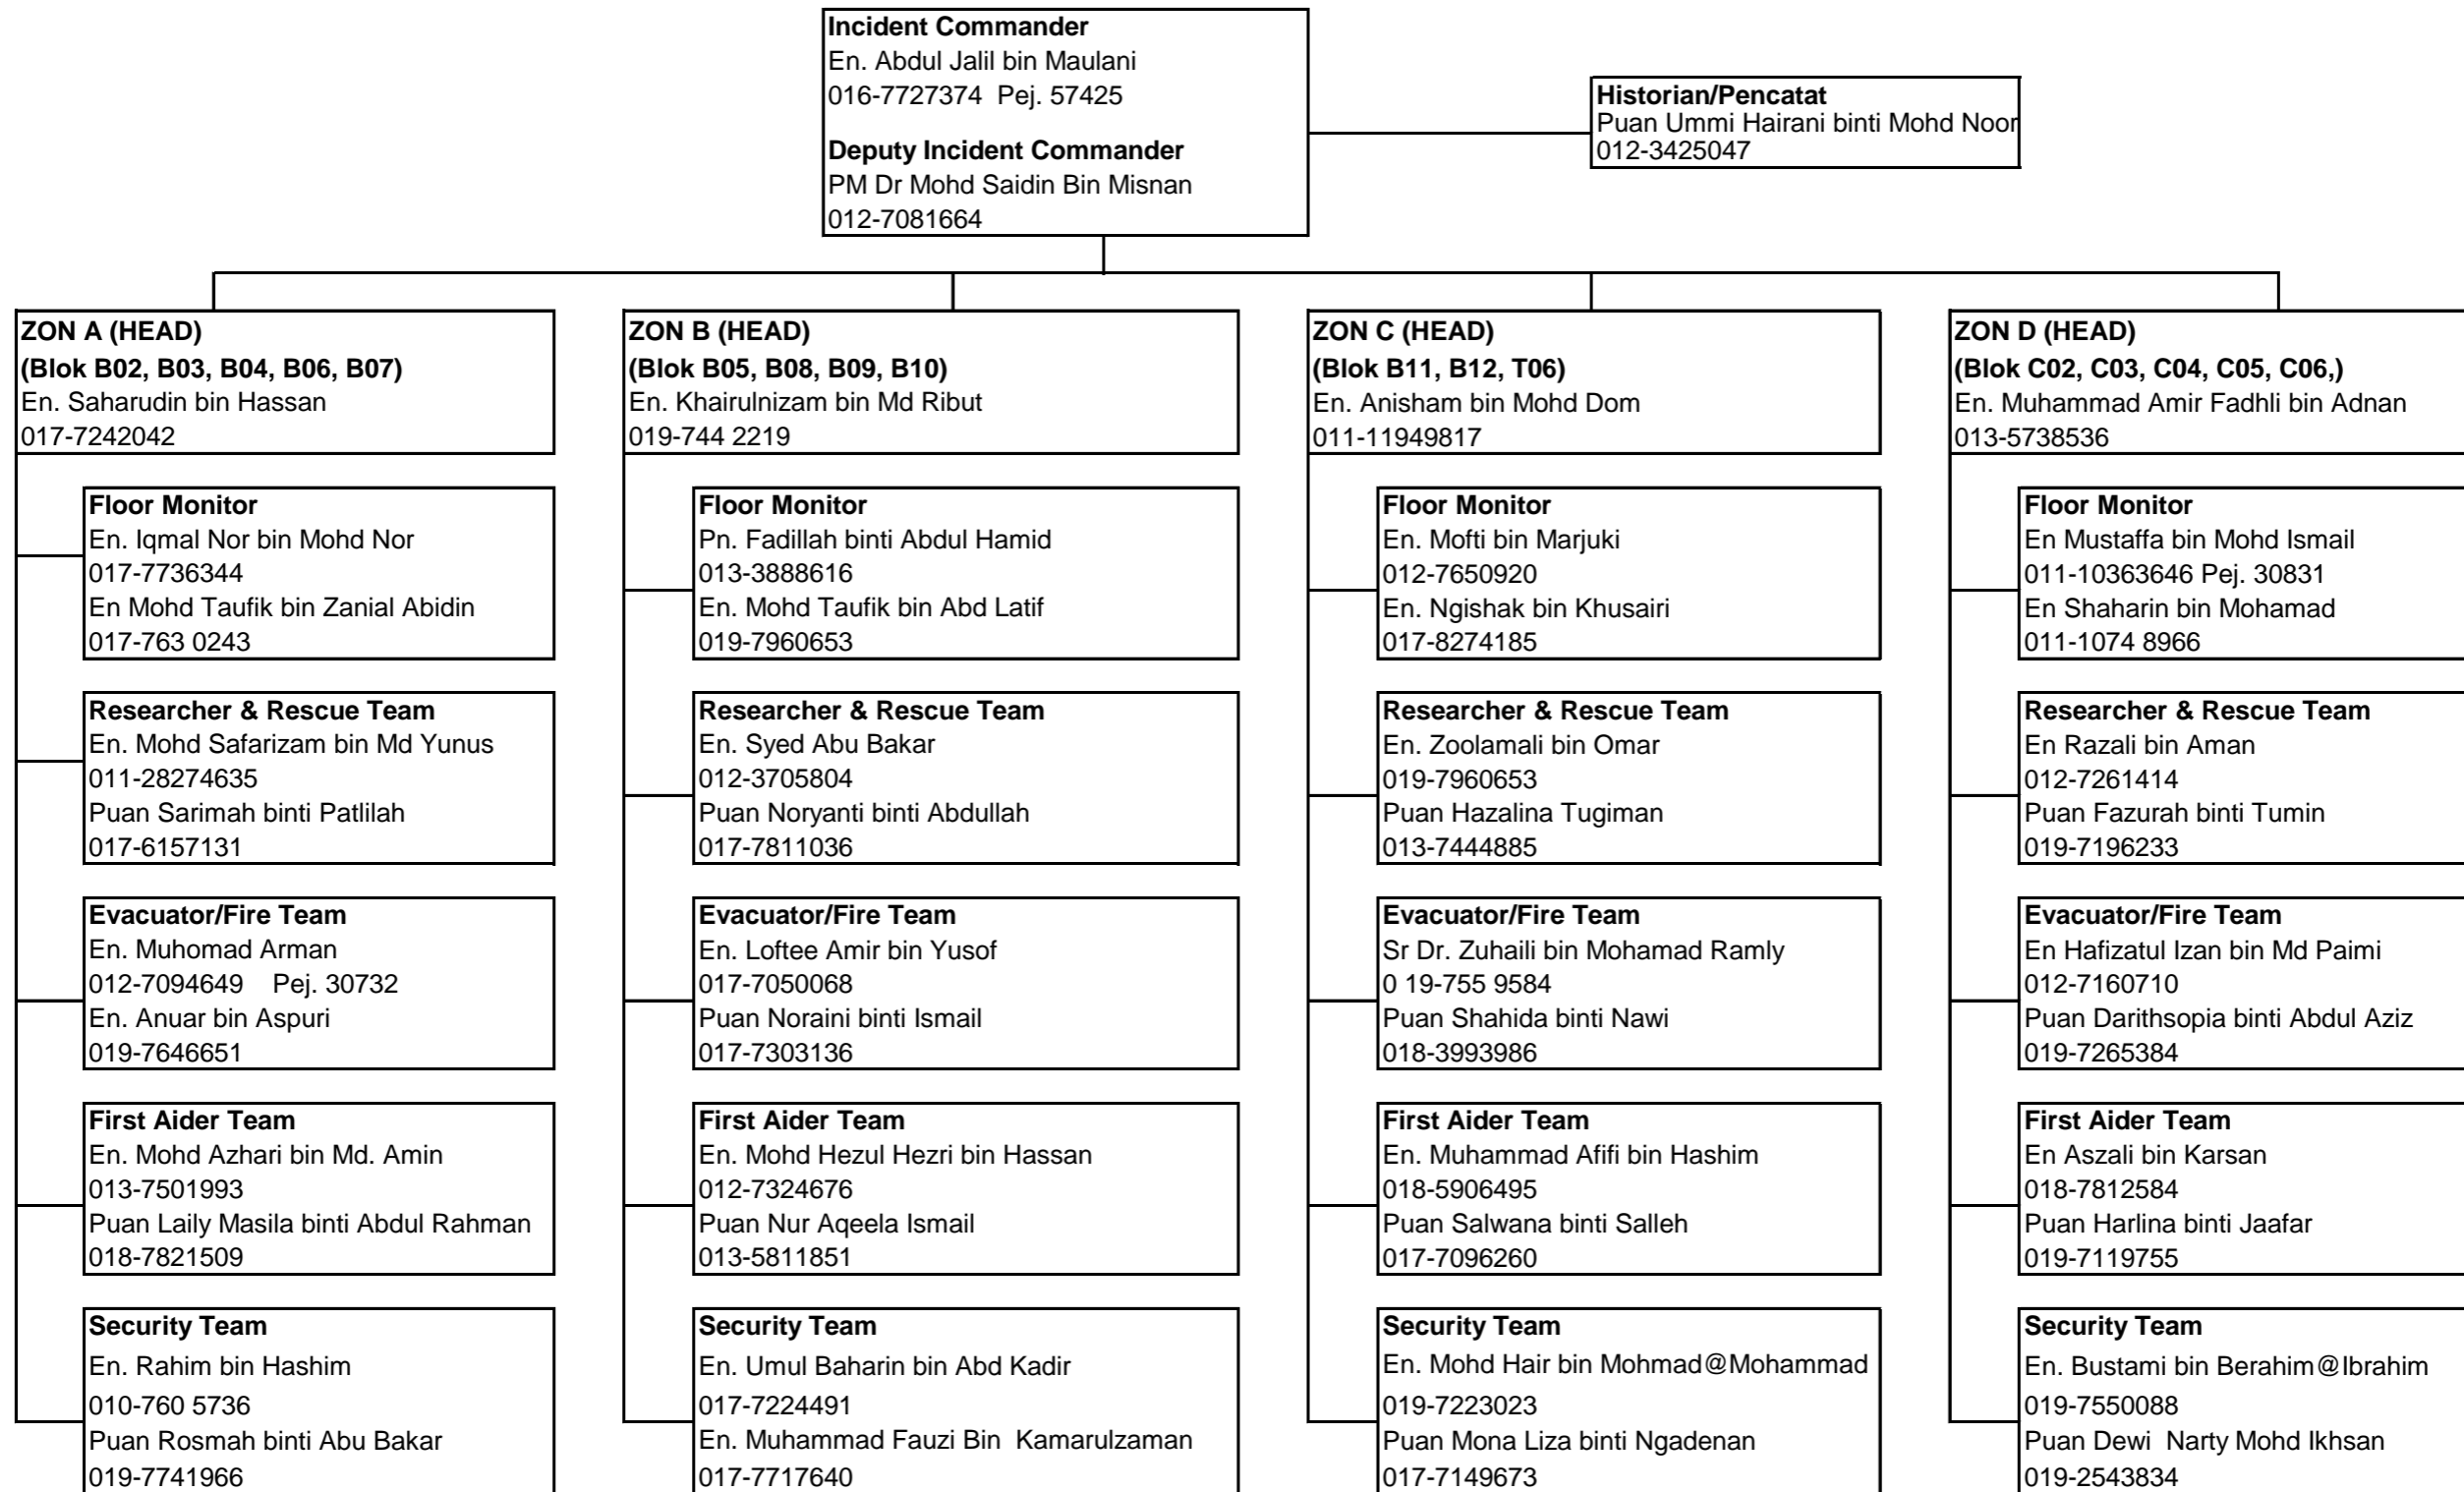 Incident Commander
En. Abdul Jalil bin Maulani
016-7727374  Pej. 57425
Deputy Incident Commander
PM Dr Mohd Saidin Bin Misnan
012-7081664
Historian/Pencatat
Puan Ummi Hairani binti Mohd Noor
012-3425047
ZON A (HEAD)
(Blok B02, B03, B04, B06, B07)
En. Saharudin bin Hassan
017-7242042
Floor Monitor
En. Iqmal Nor bin Mohd Nor
017-7736344
En Mohd Taufik bin Zanial Abidin
017-763 0243
Researcher & Rescue Team
En. Mohd Safarizam bin Md Yunus
011-28274635
Puan Sarimah binti Patlilah
017-6157131
Evacuator/Fire Team
En. Muhomad Arman
012-7094649    Pej. 30732
En. Anuar bin Aspuri
019-7646651
First Aider Team
En. Mohd Azhari bin Md. Amin
013-7501993
Puan Laily Masila binti Abdul Rahman
018-7821509
Security Team
En. Rahim bin Hashim
010-760 5736
Puan Rosmah binti Abu Bakar
019-7741966
ZON B (HEAD)
(Blok B05, B08, B09, B10)
En. Khairulnizam bin Md Ribut
019-744 2219
Floor Monitor
Pn. Fadillah binti Abdul Hamid
013-3888616
En. Mohd Taufik bin Abd Latif
019-7960653
Researcher & Rescue Team
En. Syed Abu Bakar
012-3705804
Puan Noryanti binti Abdullah
017-7811036
Evacuator/Fire Team
En. Loftee Amir bin Yusof
017-7050068
Puan Noraini binti Ismail
017-7303136
First Aider Team
En. Mohd Hezul Hezri bin Hassan
012-7324676
Puan Nur Aqeela Ismail
013-5811851
Security Team
En. Umul Baharin bin Abd Kadir
017-7224491
En. Muhammad Fauzi Bin  Kamarulzaman
017-7717640
ZON C (HEAD)
(Blok B11, B12, T06)
En. Anisham bin Mohd Dom
011-11949817
Floor Monitor
En. Mofti bin Marjuki
012-7650920
En. Ngishak bin Khusairi
017-8274185
Researcher & Rescue Team
En. Zoolamali bin Omar
019-7960653
Puan Hazalina Tugiman
013-7444885
Evacuator/Fire Team
Sr Dr. Zuhaili bin Mohamad Ramly
0 19-755 9584
Puan Shahida binti Nawi
018-3993986
First Aider Team
En. Muhammad Afifi bin Hashim
018-5906495
Puan Salwana binti Salleh
017-7096260
Security Team
En. Mohd Hair bin Mohmad@Mohammad
019-7223023
Puan Mona Liza binti Ngadenan
017-7149673
ZON D (HEAD)
(Blok C02, C03, C04, C05, C06,)
En. Muhammad Amir Fadhli bin Adnan
013-5738536
Floor Monitor
En Mustaffa bin Mohd Ismail
011-10363646 Pej. 30831
En Shaharin bin Mohamad
011-1074 8966
Researcher & Rescue Team
En Razali bin Aman
012-7261414
Puan Fazurah binti Tumin
019-7196233
Evacuator/Fire Team
En Hafizatul Izan bin Md Paimi
012-7160710
Puan Darithsopia binti Abdul Aziz
019-7265384
First Aider Team
En Aszali bin Karsan
018-7812584
Puan Harlina binti Jaafar
019-7119755
Security Team
En. Bustami bin Berahim@Ibrahim
019-7550088
Puan Dewi  Narty Mohd Ikhsan
019-2543834